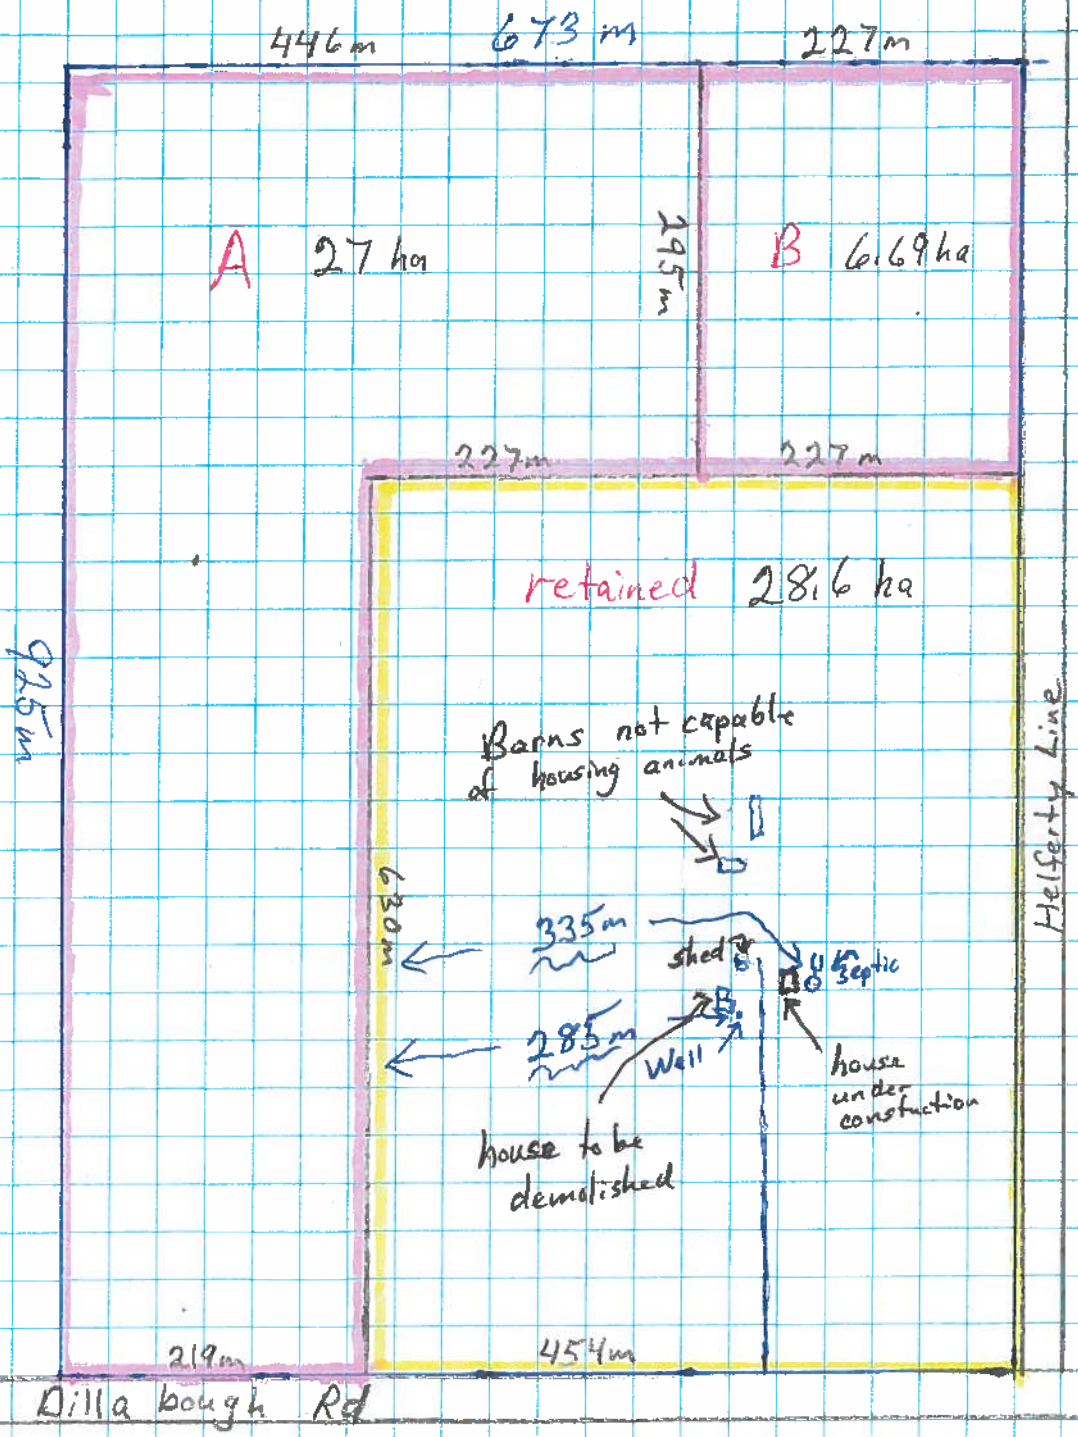 446m 673 m 227m
A 27 ha
295m
B 6.69ha
227m 227m
retained 28.6 ha
925m
Barns not capable
of housing animals
Helferty Line
630m
335m
shed
septic
285m
Well
house
under
constuction
house to be
demolished
219m 454m
Dillabough Rd